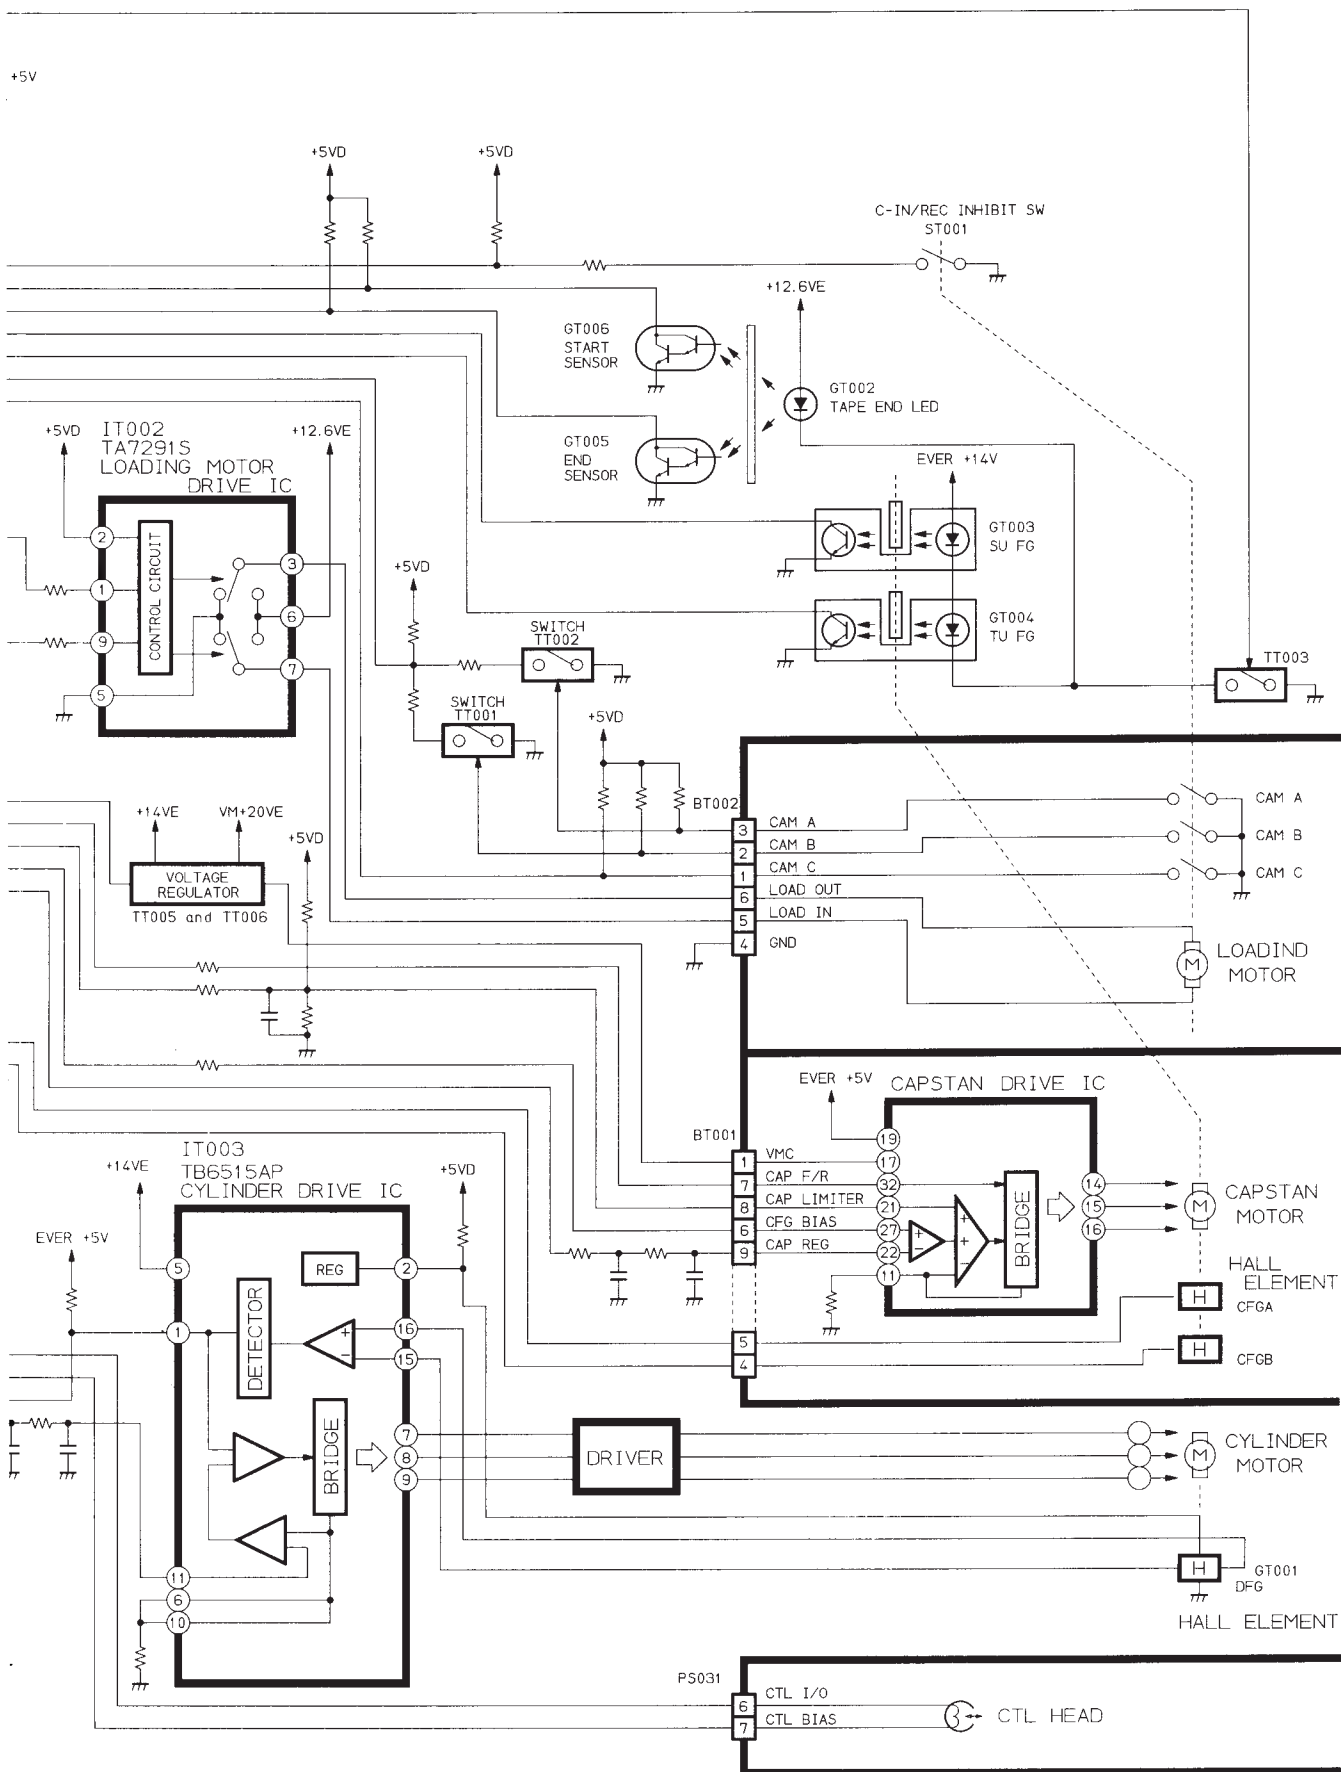 +5V
+5VD
+5VD
C-IN/REC INHIBIT SW
ST001
+12.6VE
GT006
START
SENSOR
GT002
TAPE END LED
GT005
END
SENSOR
+5VD
IT002
TA7291S
LOADING MOTOR
DRIVE IC
+12.6VE
EVER +14V
GT003
SU FG
GT004
TU FG
2
1
9
5
CONTROL CIRCUIT
3
6
7
+5VD
SWITCH
TT002
SWITCH
TT001
+5VD
TT003
+14VE
VM+20VE
+5VD
VOLTAGE
REGULATOR
TT005 and TT006
BT002
3 CAM A
2 CAM B
1 CAM C
6 LOAD OUT
5 LOAD IN
4 GND
CAM A
CAM B
CAM C
M
LOADIND
MOTOR
EVER +5V
CAPSTAN DRIVE IC
BT001
1 VMC
7 CAP F/R
8 CAP LIMITER
6 CFG BIAS
9 CAP REG
5
4
19
17
32
21
27
22
11
+
-
+
+
-
BRIDGE
14
15
16
M
CAPSTAN
MOTOR
HALL
ELEMENT
H
CFGA
H
CFGB
IT003
TB6515AP
CYLINDER DRIVE IC
+14VE
+5VD
EVER +5V
5
REG
2
1
DETECTOR
+
-
16
15
BRIDGE
7
8
9
11
6
10
DRIVER
M
CYLINDER
MOTOR
H
GT001
DFG
HALL ELEMENT
PS031
6 CTL I/O
7 CTL BIAS
CTL HEAD